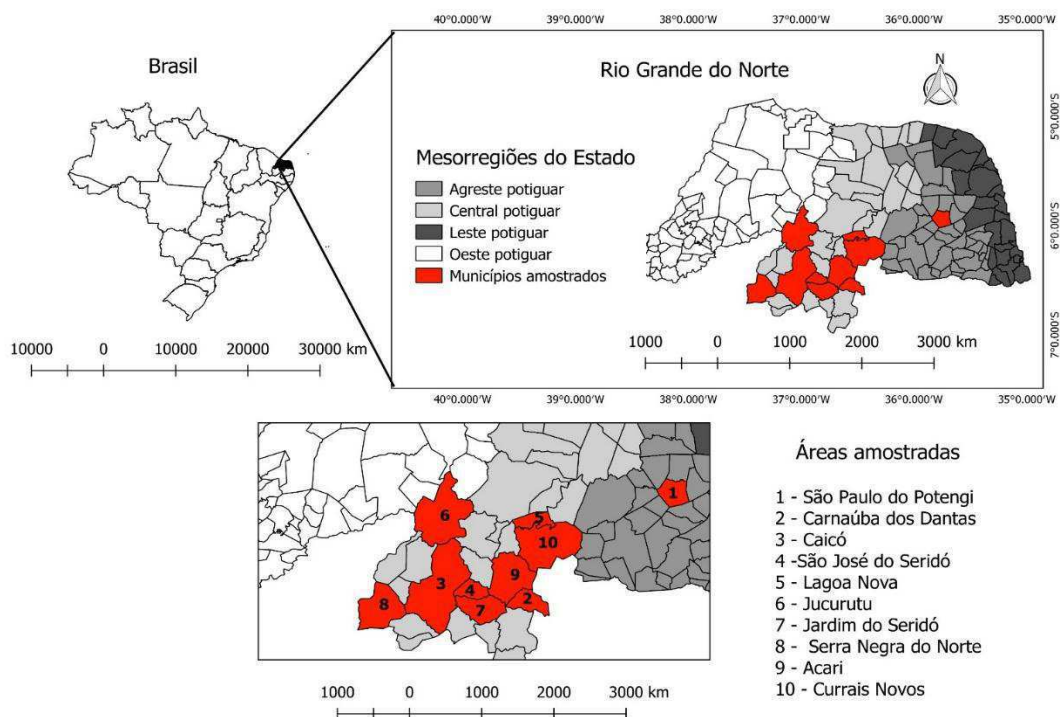 Brasil
10000 0 10000 20000 30000 km
40°0.000'W 39°0.000'W 38°0.000'W 37°0.000'W 36°0.000'W 35°0.000'W
Rio Grande do Norte
N
Mesorregiões do Estado
Agreste potiguar
Central potiguar
Leste potiguar
Oeste potiguar
Municípios amostrados
5°0.000'S
6°0.000'S
7°0.000'S
1000 0 1000 2000 3000 km
40°0.000'W 39°0.000'W 38°0.000'W 37°0.000'W 36°0.000'W 35°0.000'W
1
6
5
10
3
9
4
2
8
7
1000 0 1000 2000 3000 km
Áreas amostradas
1 - São Paulo do Potengi
2 - Carnaúba dos Dantas
3 - Caicó
4 -São José do Seridó
5 - Lagoa Nova
6 - Jucurutu
7 - Jardim do Seridó
8 - Serra Negra do Norte
9 - Acari
10 - Currais Novos